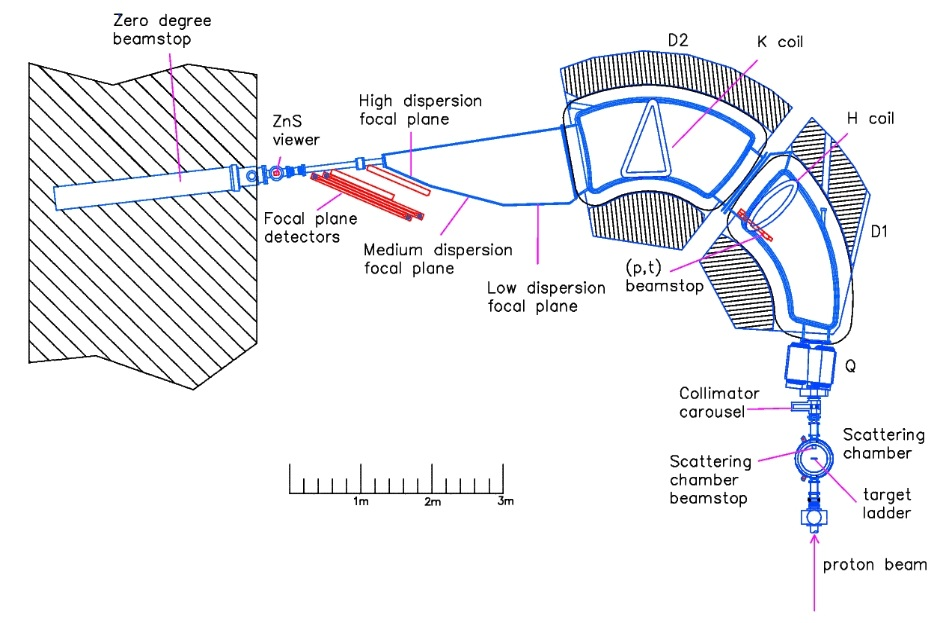 Zero degree
beamstop
D2
K coil
High dispersion
focal plane
ZnS
viewer
H coil
Focal plane
detectors
D1
Medium dispersion
focal plane
(p,t)
beamstop
Low dispersion
focal plane
Q
Collimator
carousel
Scattering
chamber
Scattering
chamber
beamstop
target
ladder
1m
2m
3m
proton beam